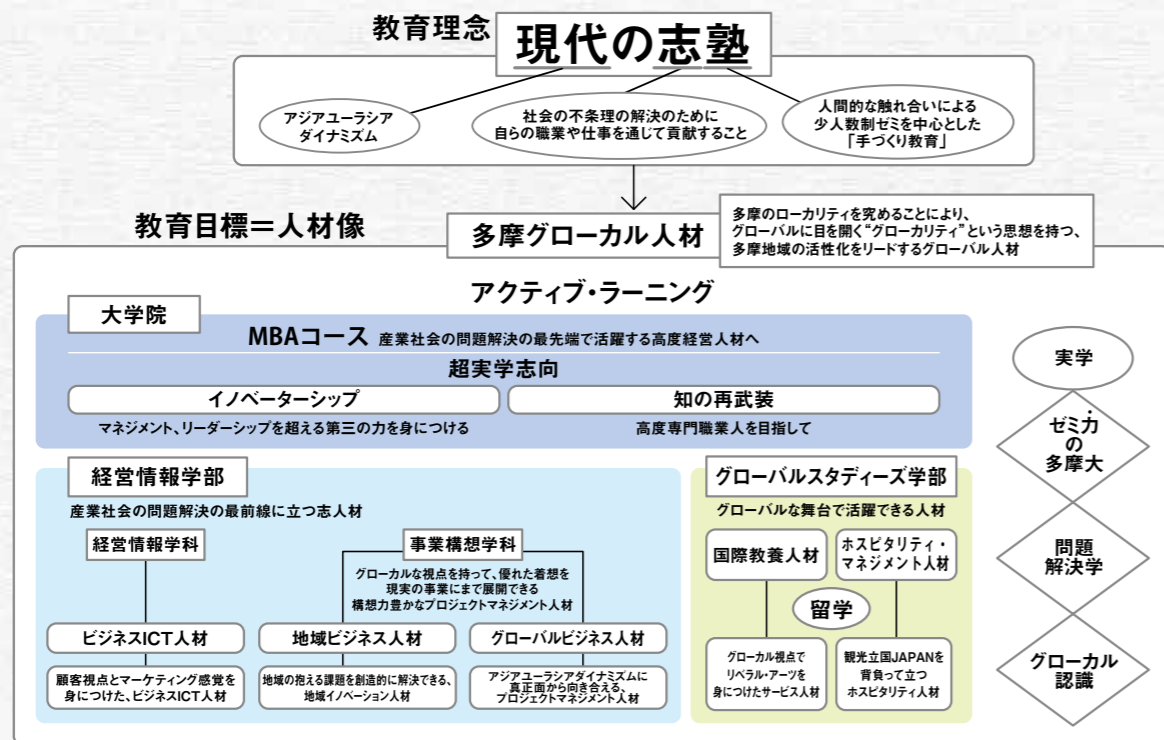 教育理念
現代の志塾
アジアユーラシア
ダイナミズム
社会の不条理の解決のために
自らの職業や仕事を通じて貢献すること
人間的な触れ合いによる
少人数制ゼミを中心とした
「手づくり教育」
教育目標＝人材像
多摩グローカル人材
多摩のローカリティを究めることにより、
グローバルに目を開く“グローカリティ”という思想を持つ、
多摩地域の活性化をリードするグローバル人材
アクティブ・ラーニング
大学院
MBAコース 産業社会の問題解決の最先端で活躍する高度経営人材へ
超実学志向
イノベーターシップ
マネジメント、リーダーシップを超える第三の力を身につける
知の再武装
高度専門職業人を目指して
経営情報学部
産業社会の問題解決の最前線に立つ志人材
経営情報学科
ビジネスICT人材
顧客視点とマーケティング感覚を
身につけた、ビジネスICT人材
事業構想学科
グローカルな視点を持って、優れた着想を
現実の事業にまで展開できる
構想力豊かなプロジェクトマネジメント人材
地域ビジネス人材
地域の抱える課題を創造的に解決できる、
地域イノベーション人材
グローバルビジネス人材
アジアユーラシアダイナミズムに
真正面から向き合える、
プロジェクトマネジメント人材
グローバルスタディーズ学部
グローバルな舞台で活躍できる人材
国際教養人材
ホスピタリティ・
マネジメント人材
留学
グローカル視点で
リベラル・アーツを
身につけたサービス人材
観光立国JAPANを
背負って立つ
ホスピタリティ人材
実学
ゼミ力
の
多摩大
問題
解決学
グローカル
認識